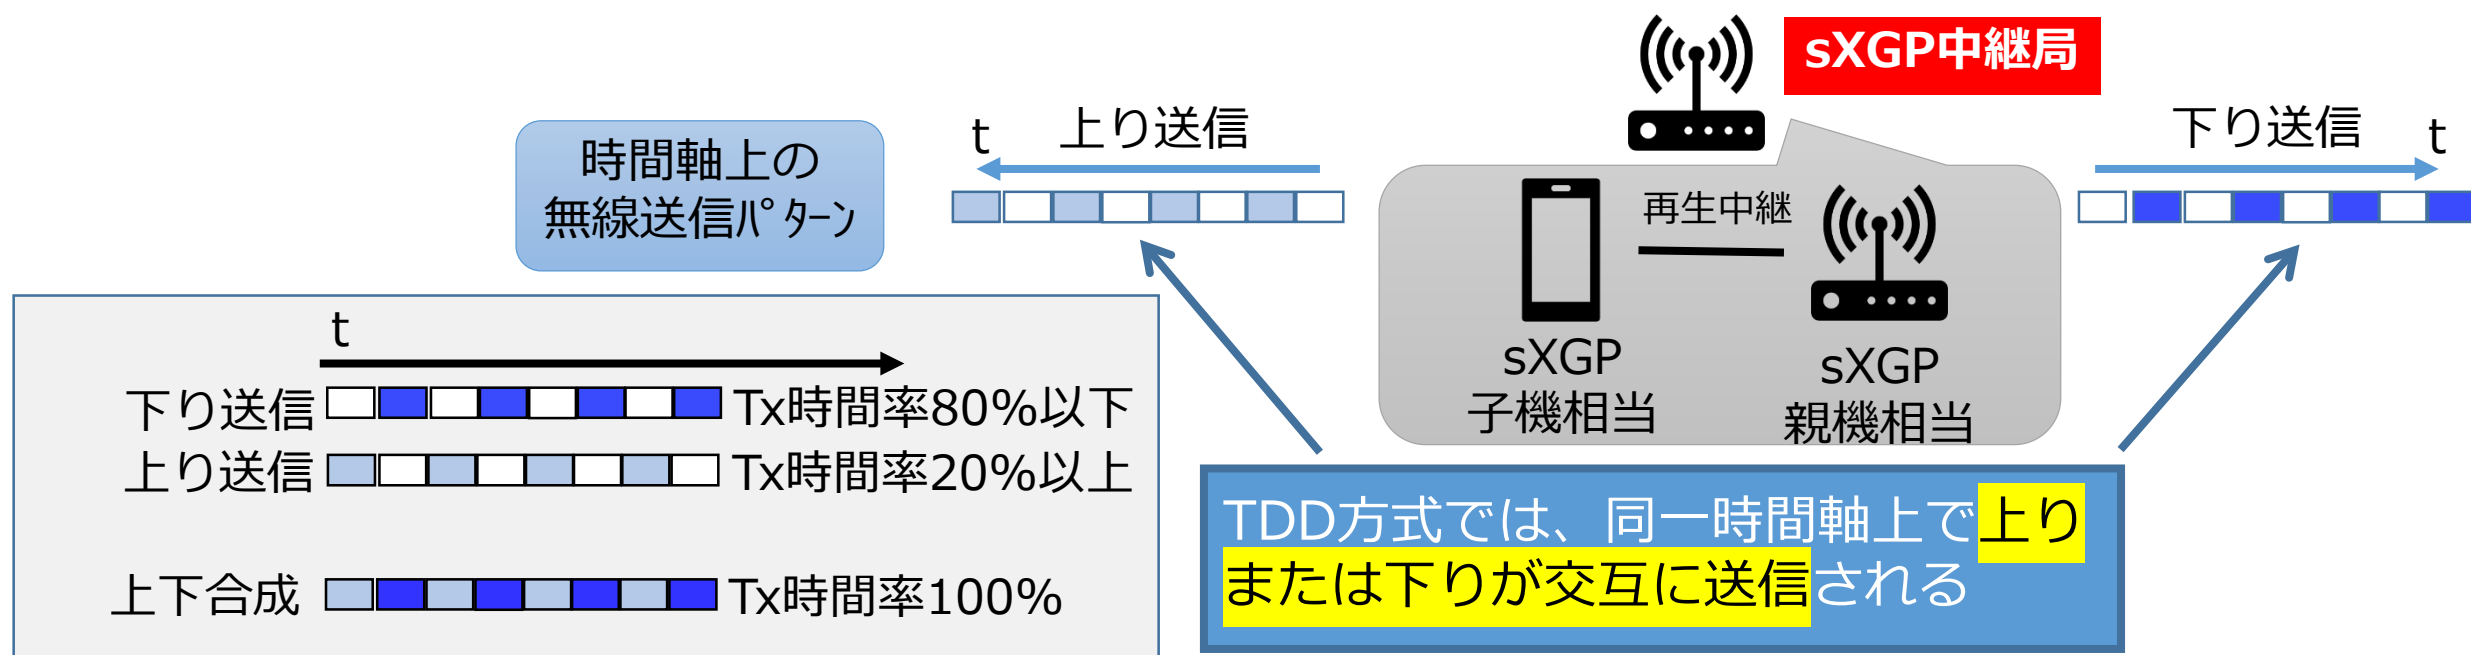 sXGP中継局
時間軸上の
無線送信ﾊﾟﾀｰﾝ
t
上り送信
下り送信
t
再生中継
sXGP
子機相当
sXGP
親機相当
t
下り送信
Tx時間率80%以下
上り送信
Tx時間率20%以上
上下合成
Tx時間率100%
TDD方式では、同一時間軸上で上り
または下りが交互に送信される